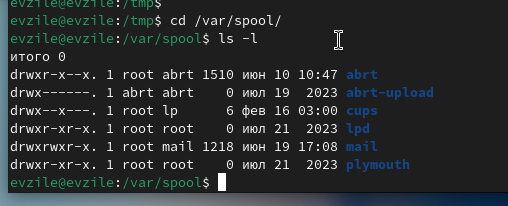 evzile@evzile:/tmp$
evzile@evzile:/tmp$ cd /var/spool/
evzile@evzile:/var/spool$ ls -l
итого 0
drwxr-x--x. 1 root abrt 1510 июн 10 10:47 abrt
drwx------. 1 abrt abrt    0 июл 19  2023 abrt-upload
drwx--x---. 1 root lp      6 фев 16 03:00 cups
drwxr-xr-x. 1 root root    0 июл 21  2023 lpd
drwxrwxr-x. 1 root mail 1218 июн 19 17:08 mail
drwxr-xr-x. 1 root root    0 июл 21  2023 plymouth
evzile@evzile:/var/spool$